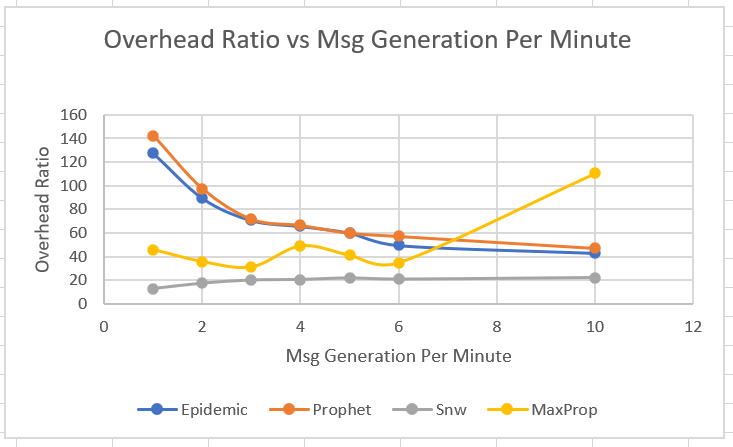 Overhead Ratio vs Msg Generation Per Minute
160
140
120
100
80
60
40
20
0
Overhead Ratio
0 2 4 6 8 10 12
Msg Generation Per Minute
Epidemic Prophet Snw MaxProp